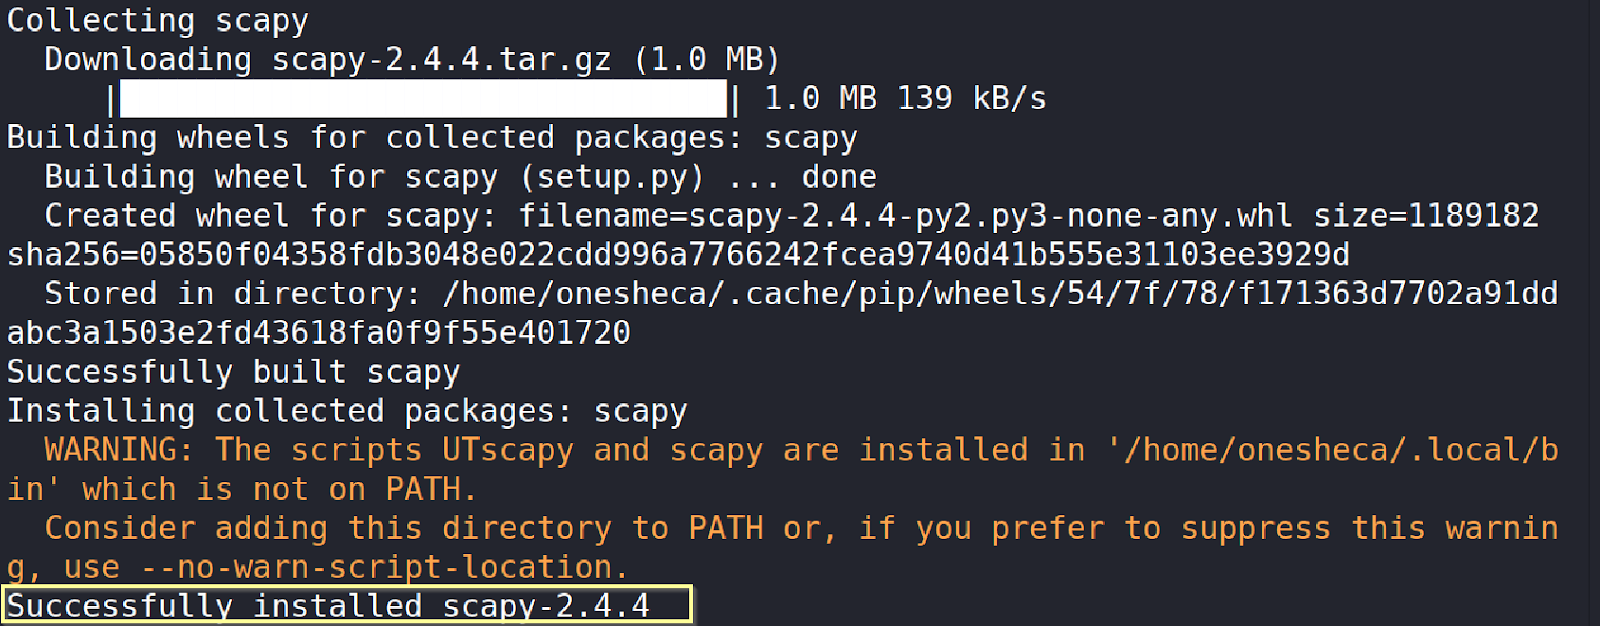 Collecting scapy
Downloading scapy-2.4.4.tar.gz (1.0 MB)
|████████████████████████████████| 1.0 MB 139 kB/s
Building wheels for collected packages: scapy
Building wheel for scapy (setup.py) ... done
Created wheel for scapy: filename=scapy-2.4.4-py2.py3-none-any.whl size=1189182
sha256=05850f04358fdb3048e022cdd996a7766242fcea9740d41b555e31103ee3929d
Stored in directory: /home/onesheca/.cache/pip/wheels/54/7f/78/f171363d7702a91dd
abc3a1503e2fd43618fa0f9f55e401720
Successfully built scapy
Installing collected packages: scapy
WARNING: The scripts UTscapy and scapy are installed in '/home/onesheca/.local/b
in' which is not on PATH.
Consider adding this directory to PATH or, if you prefer to suppress this warnin
g, use --no-warn-script-location.
Successfully installed scapy-2.4.4